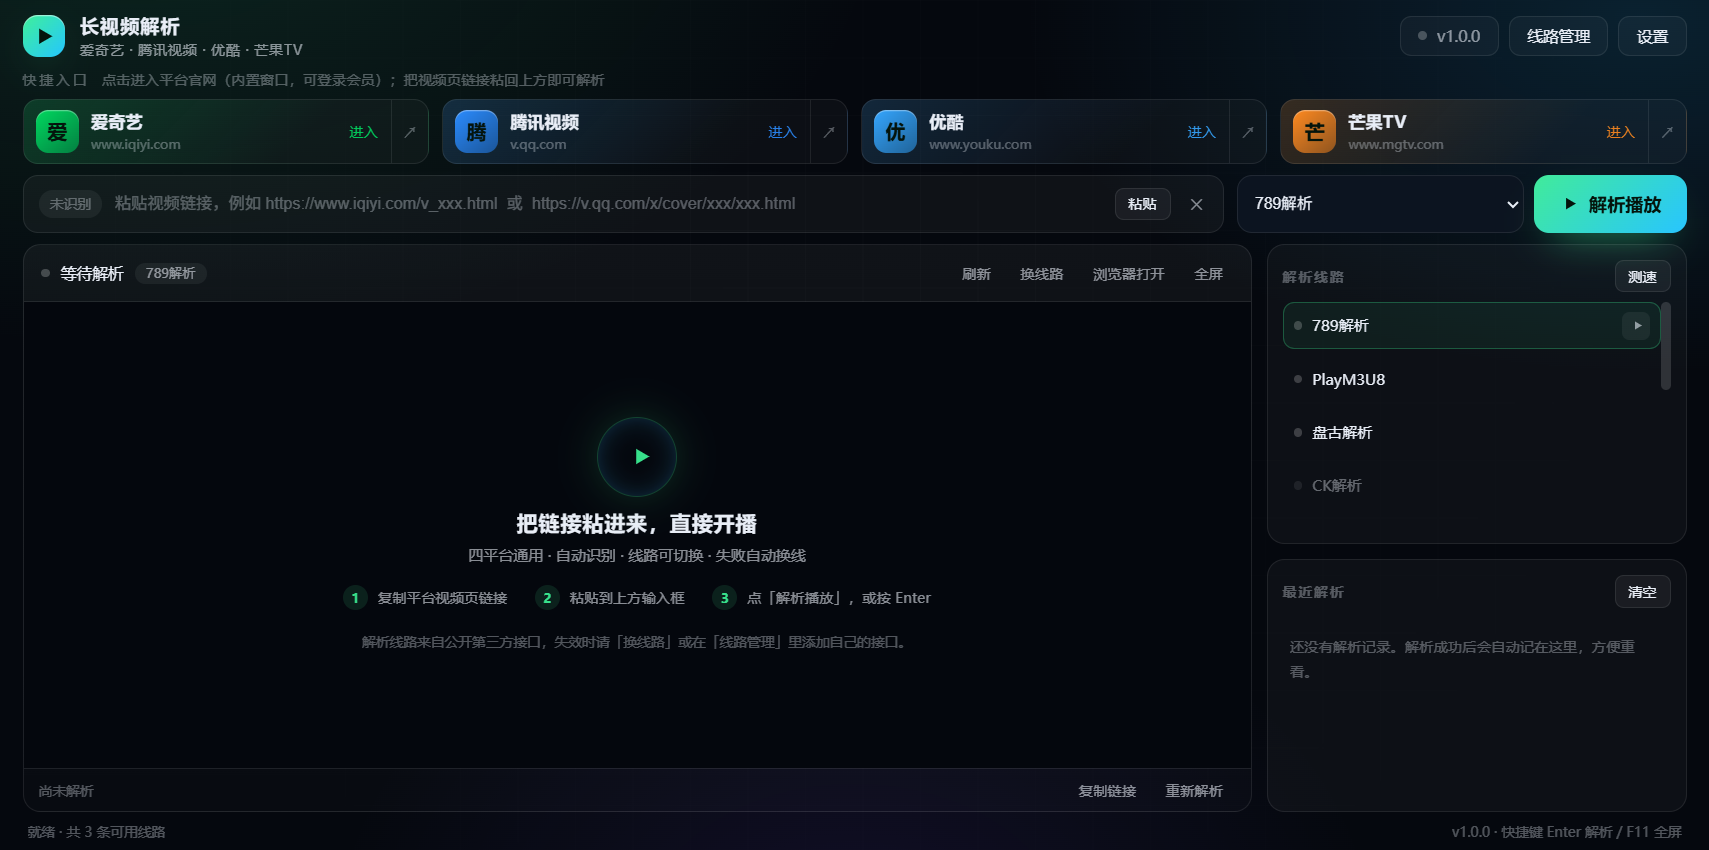 长视频解析
爱奇艺 · 腾讯视频 · 优酷 · 芒果TV
v1.0.0
线路管理
设置
快捷入口 点击进入平台官网（内置窗口，可登录会员）；把视频页链接粘回上方即可解析
爱
爱奇艺
www.iqiyi.com
进入
腾
腾讯视频
v.qq.com
进入
优
优酷
www.youku.com
进入
芒
芒果TV
www.mgtv.com
进入
未识别
粘贴视频链接，例如 https://www.iqiyi.com/v_xxx.html 或 https://v.qq.com/x/cover/xxx/xxx.html
粘贴
789解析
解析播放
等待解析
789解析
刷新
换线路
浏览器打开
全屏
把链接粘进来，直接开播
四平台通用 · 自动识别 · 线路可切换 · 失败自动换线
1 复制平台视频页链接
2 粘贴到上方输入框
3 点「解析播放」，或按 Enter
解析线路来自公开第三方接口，失效时请「换线路」或在「线路管理」里添加自己的接口。
尚未解析
复制链接
重新解析
解析线路
测速
789解析
PlayM3U8
盘古解析
CK解析
最近解析
清空
还没有解析记录。解析成功后会自动记在这里，方便重
看。
就绪 · 共 3 条可用线路
v1.0.0 · 快捷键 Enter 解析 / F11 全屏